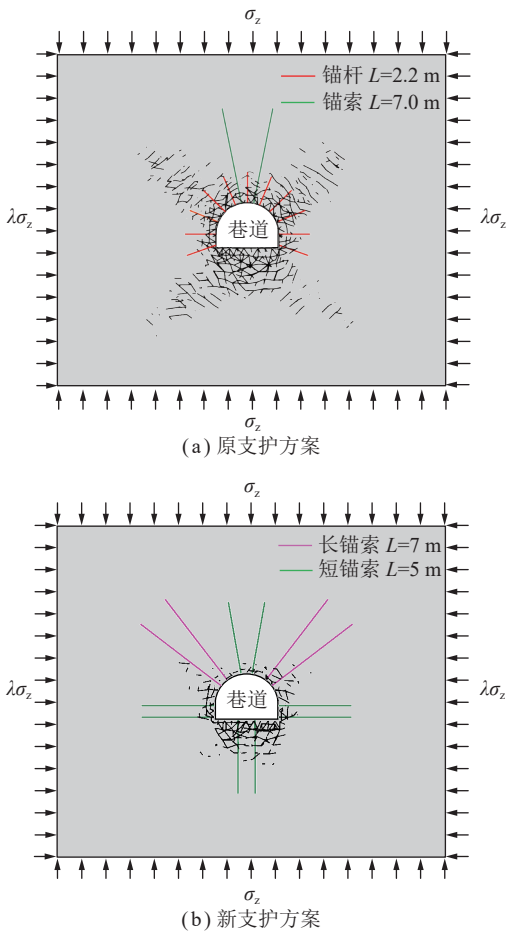 σz
锚杆 L=2.2 m
锚索 L=7.0 m
λσz
巷道
λσz
σz
(a) 原支护方案
σz
长锚索 L=7 m
短锚索 L=5 m
λσz
巷道
λσz
σz
(b) 新支护方案